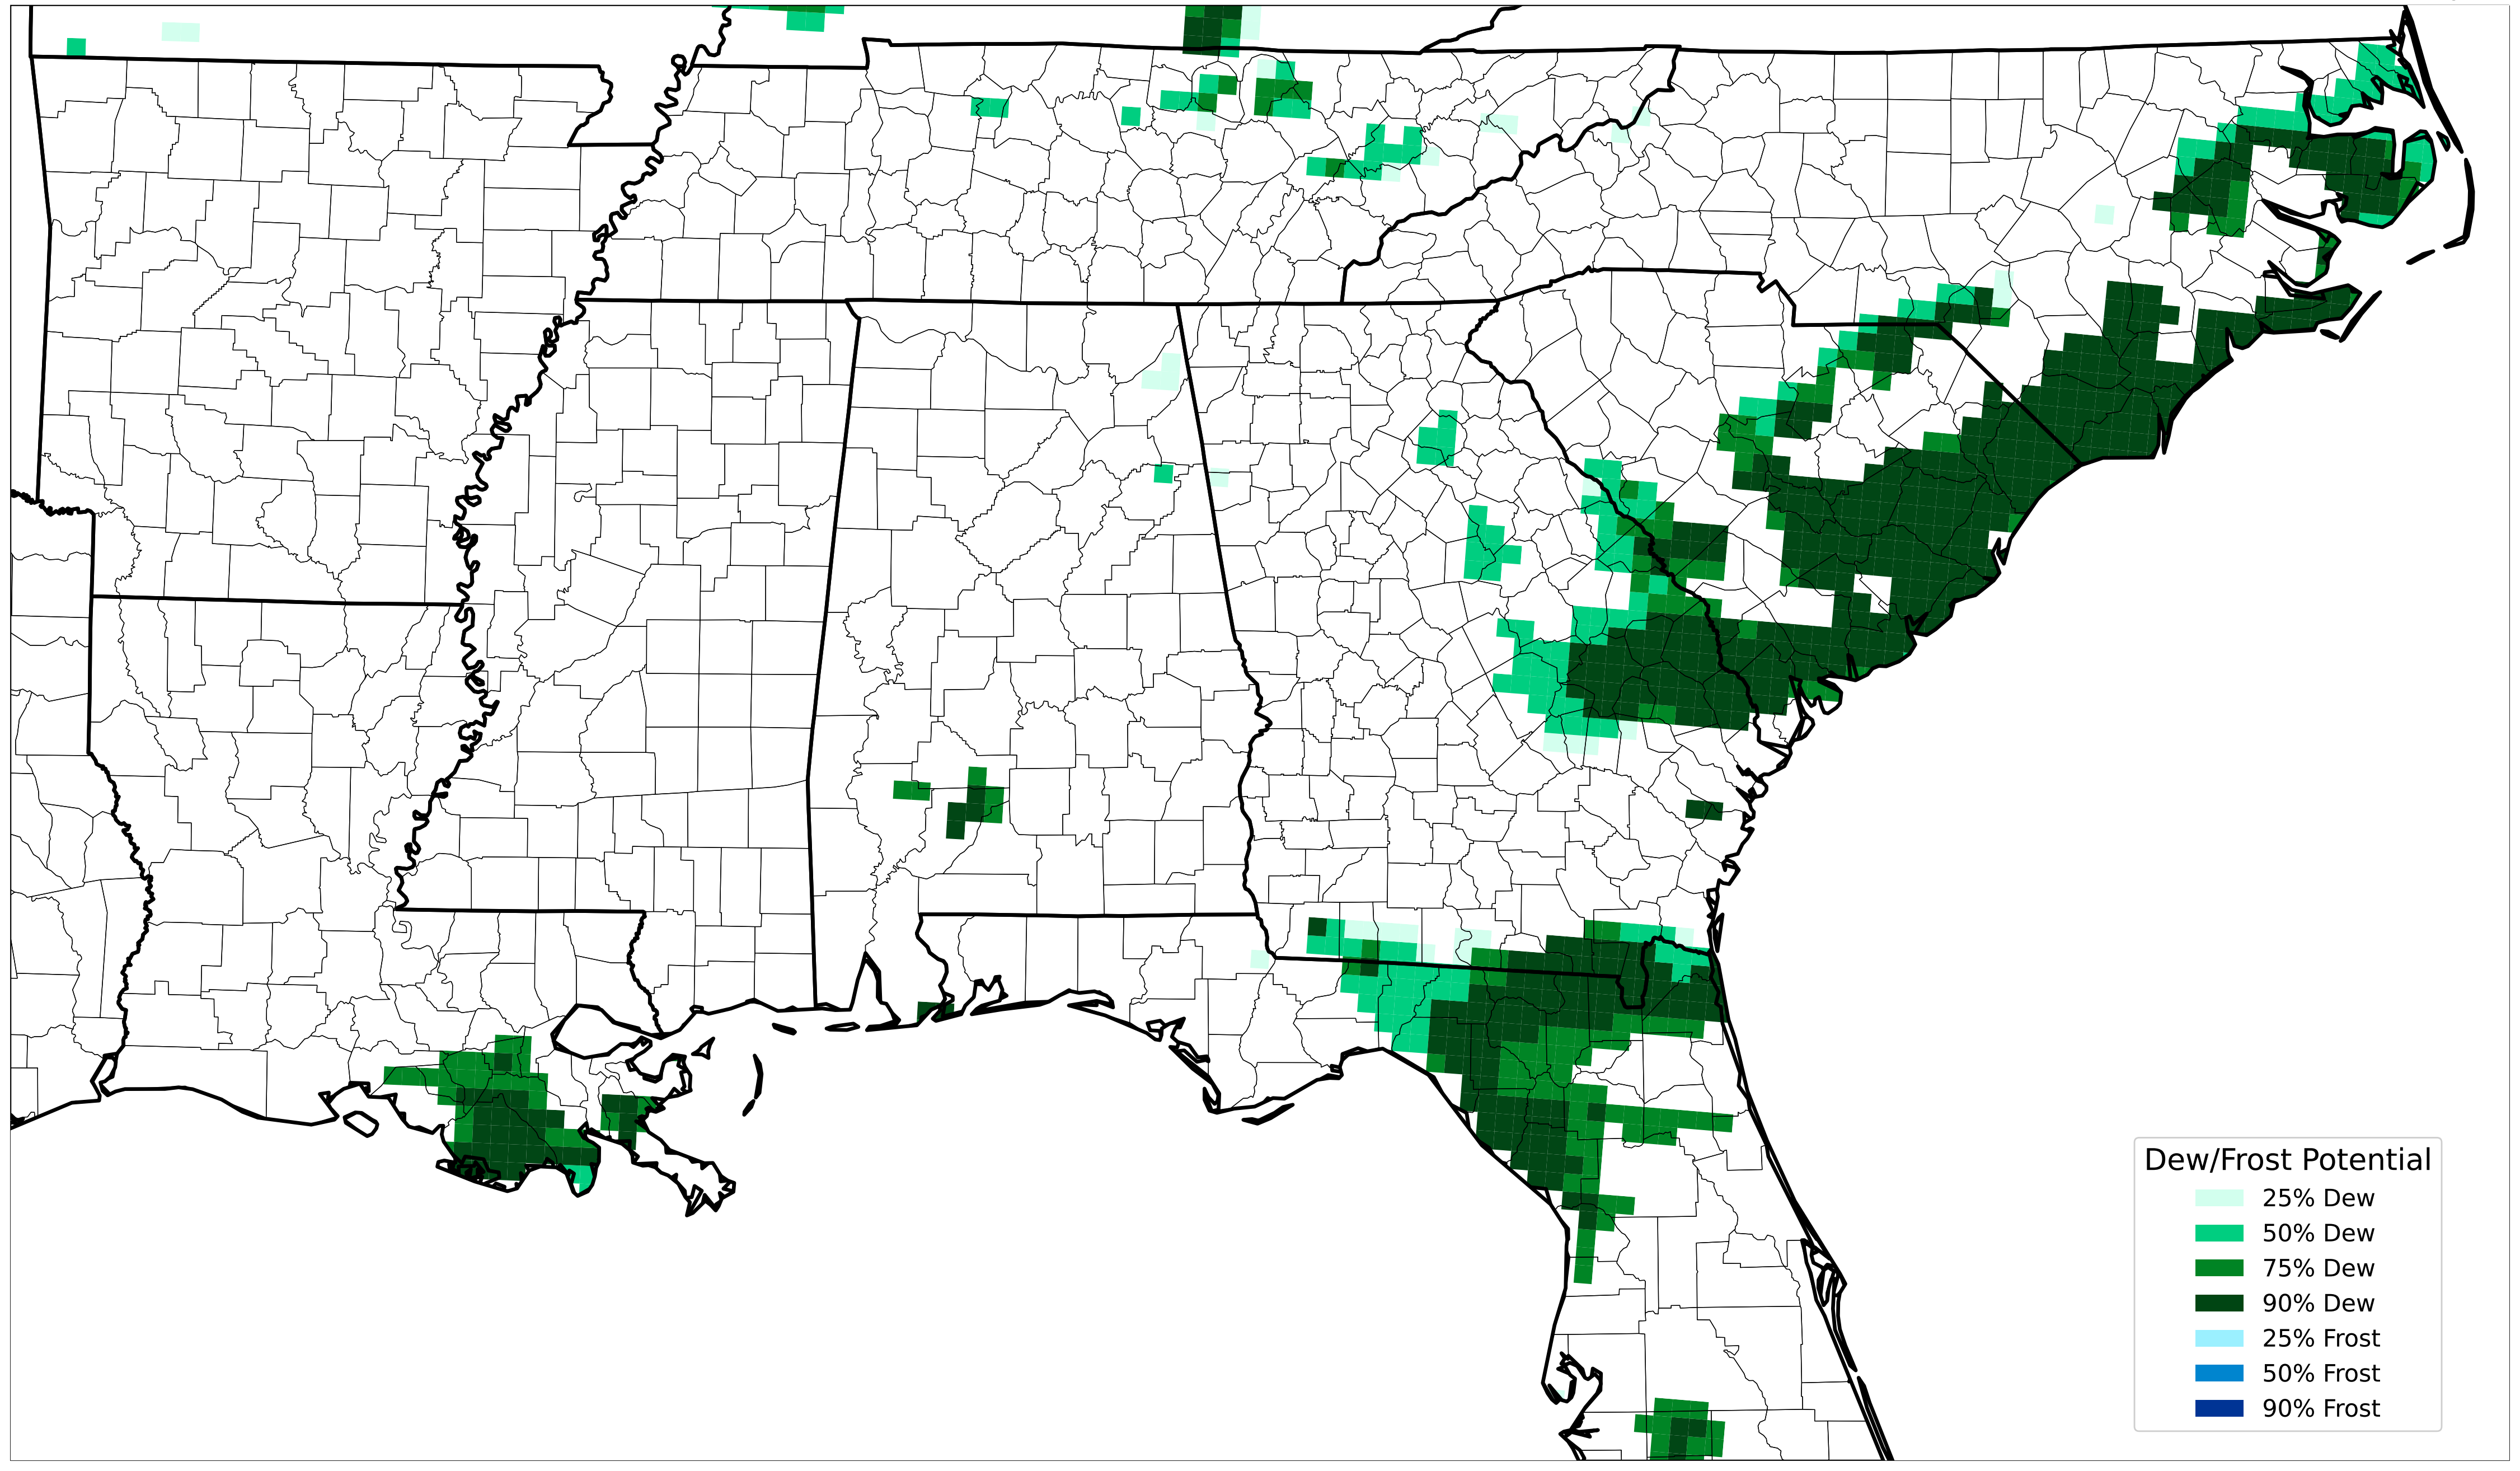 Dew/Frost Potential
25% Dew
50% Dew
75% Dew
90% Dew
25% Frost
50% Frost
90% Frost